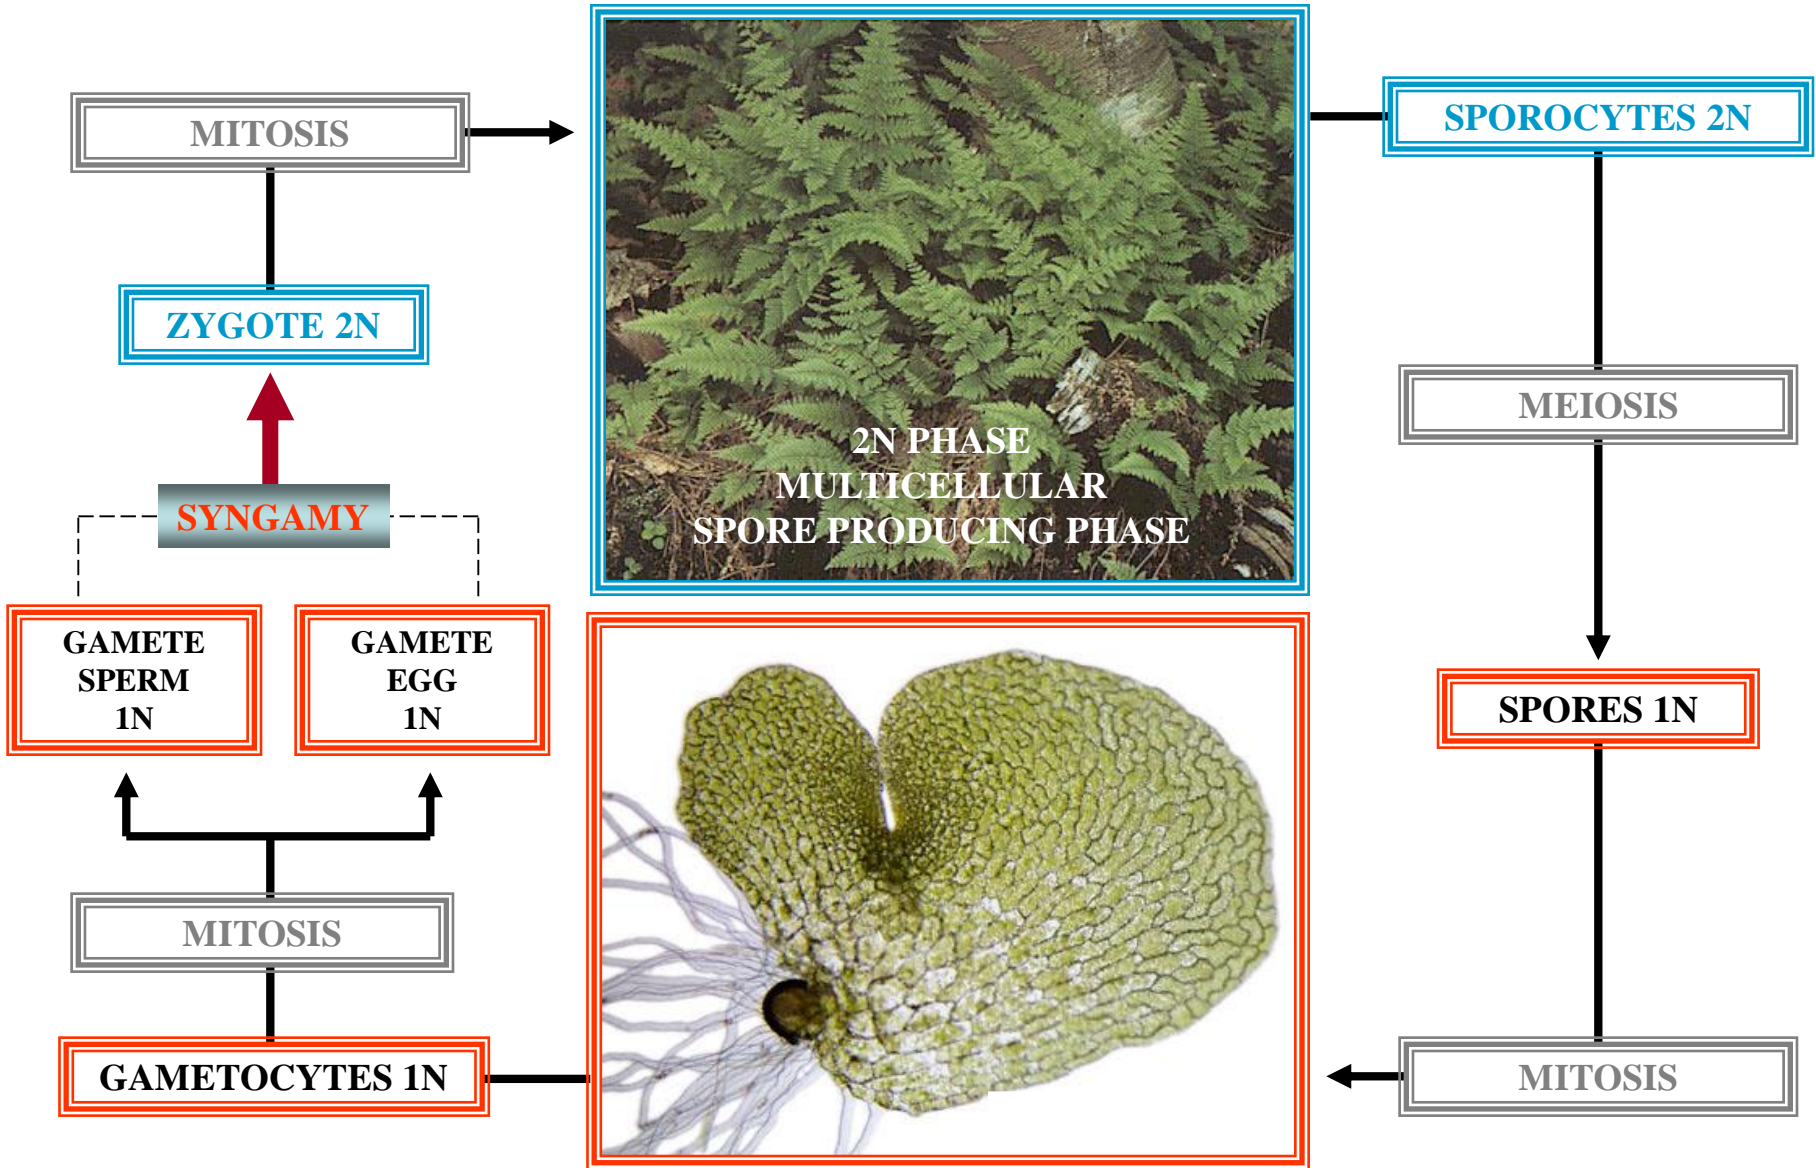 MITOSIS
SPOROCYTES 2N
ZYGOTE 2N
MEIOSIS
2N PHASE
MULTICELLULAR
SPORE PRODUCING PHASE
SYNGAMY
GAMETE
SPERM
1N
GAMETE
EGG
1N
SPORES 1N
MITOSIS
GAMETOCYTES 1N
MITOSIS